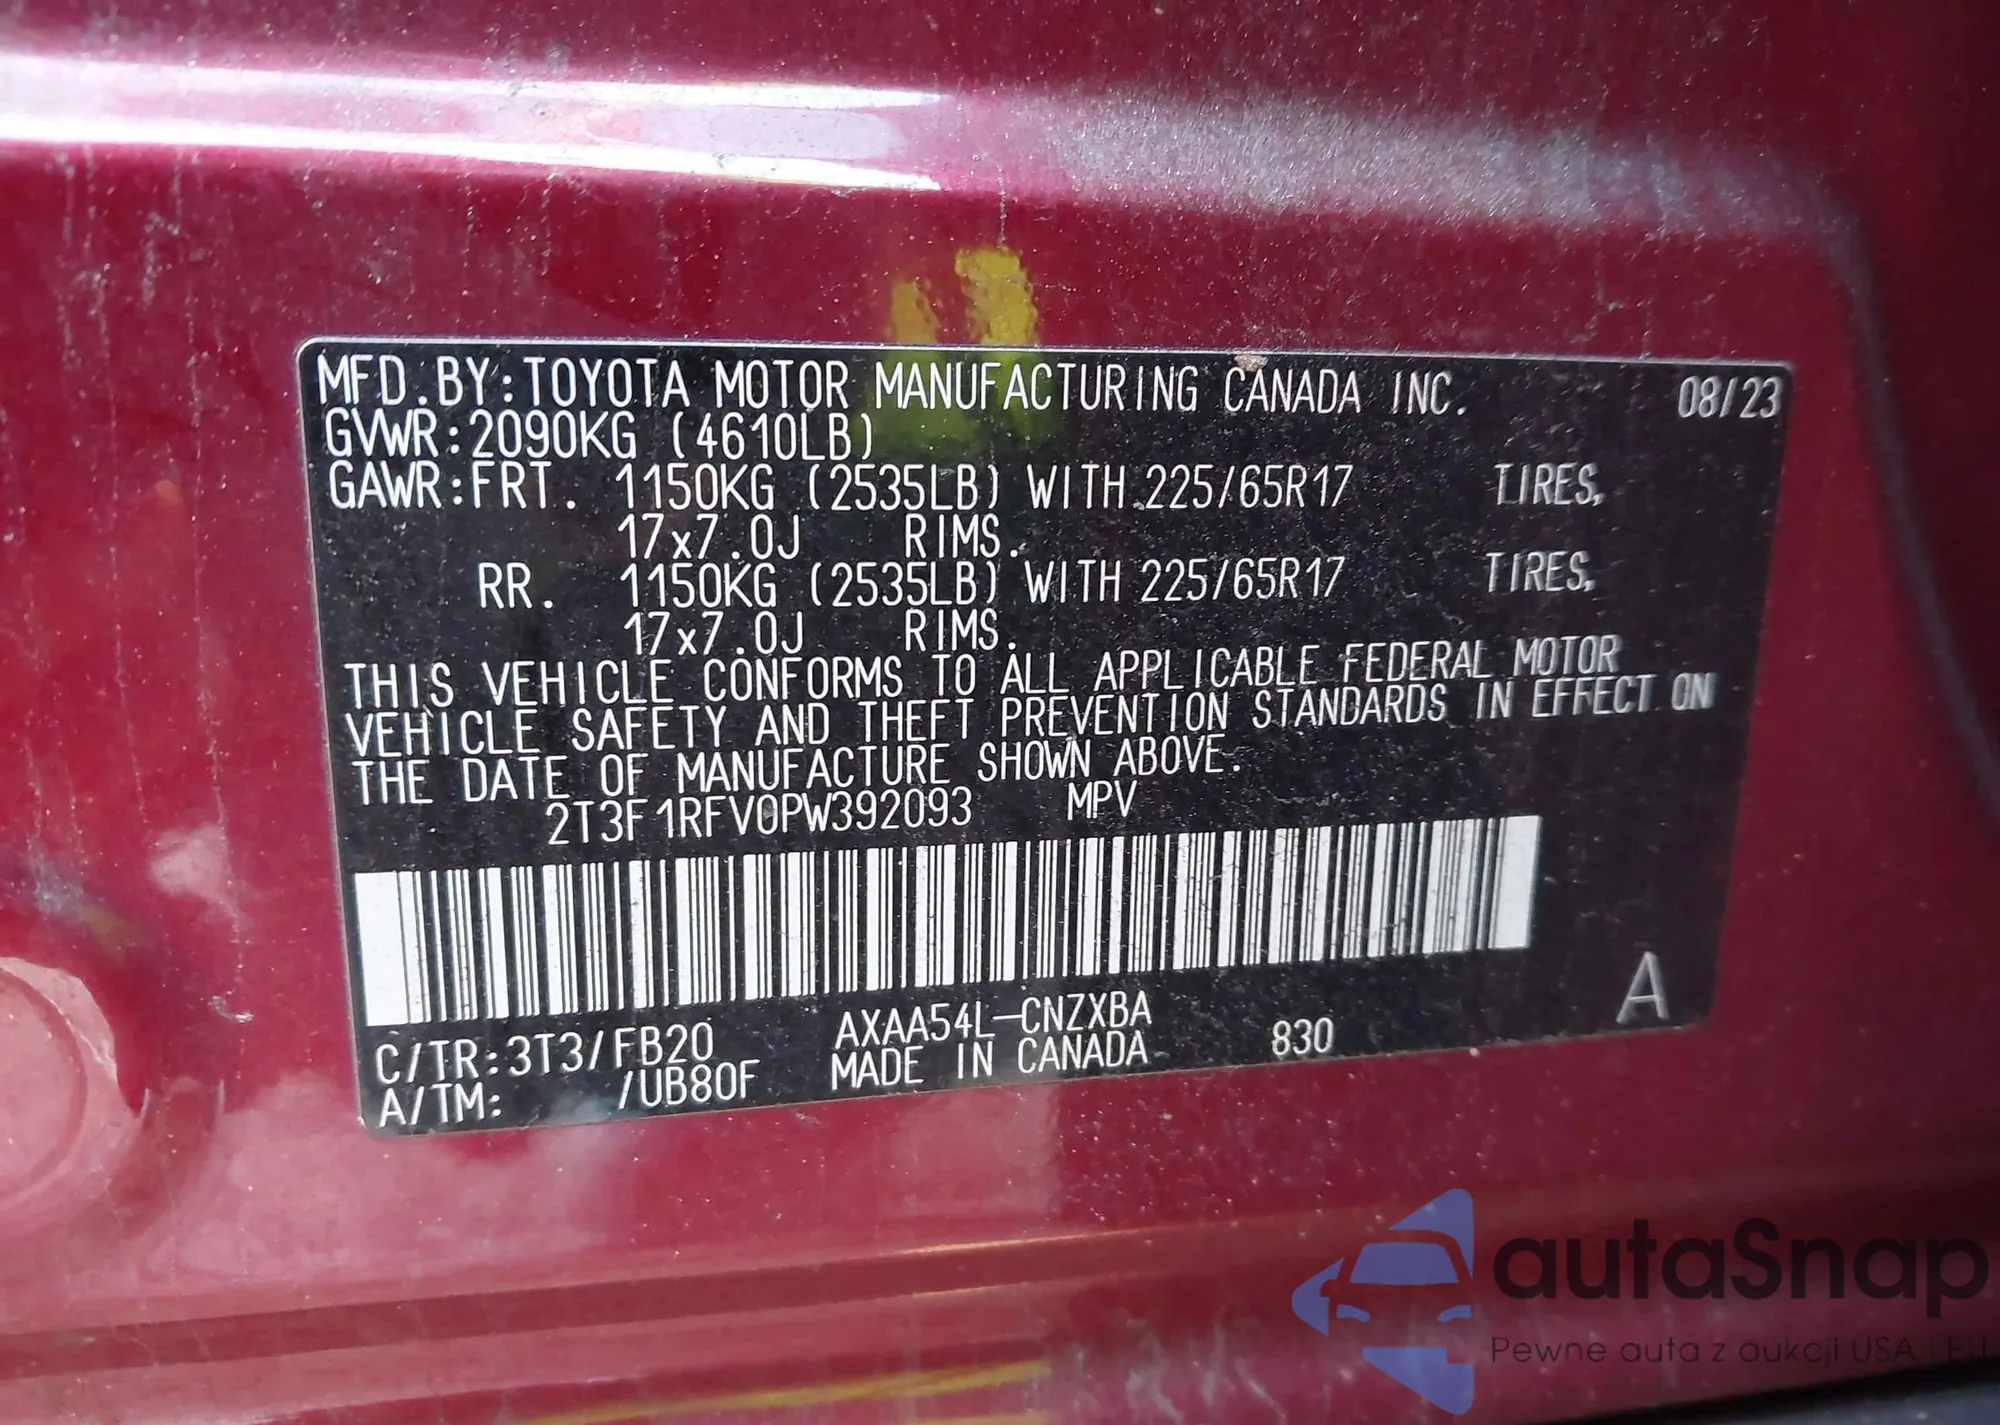 MFD.BY:TOYOTA MOTOR MANUFACTURING CANADA INC. 08/23
GVWR:2090KG (4610LB)
GAWR:FRT. 1150KG (2535LB) WITH 225/65R17 TIRES,
17x7.0J RIMS.
RR. 1150KG (2535LB) WITH 225/65R17 TIRES,
17x7.0J RIMS.
THIS VEHICLE CONFORMS TO ALL APPLICABLE FEDERAL MOTOR
VEHICLE SAFETY AND THEFT PREVENTION STANDARDS IN EFFECT ON
THE DATE OF MANUFACTURE SHOWN ABOVE.
2T3F1RFV0PW392093 MPV
C/TR:3T3/FB20 AXAA54L-CNZXBA 830 A
A/TM: /UB80F MADE IN CANADA
autaSnap
Pewne auta z aukcji USA i EU